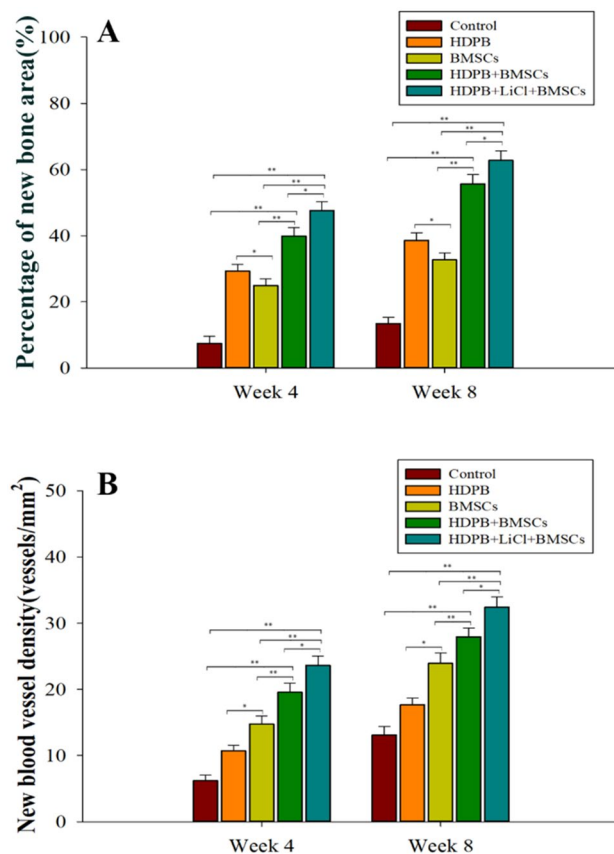 A
Percentage of new bone area(%)
100
80
60
40
20
0
Control
HDPB
BMSCs
HDPB+BMSCs
HDPB+LiCl+BMSCs
**
**
*
**
**
*
**
**
*
**
**
*
Week 4
Week 8
B
New blood vessel density(vessels/mm²)
50
40
30
20
10
0
Control
HDPB
BMSCs
HDPB+BMSCs
HDPB+LiCl+BMSCs
**
**
*
**
**
*
**
**
*
**
**
*
Week 4
Week 8